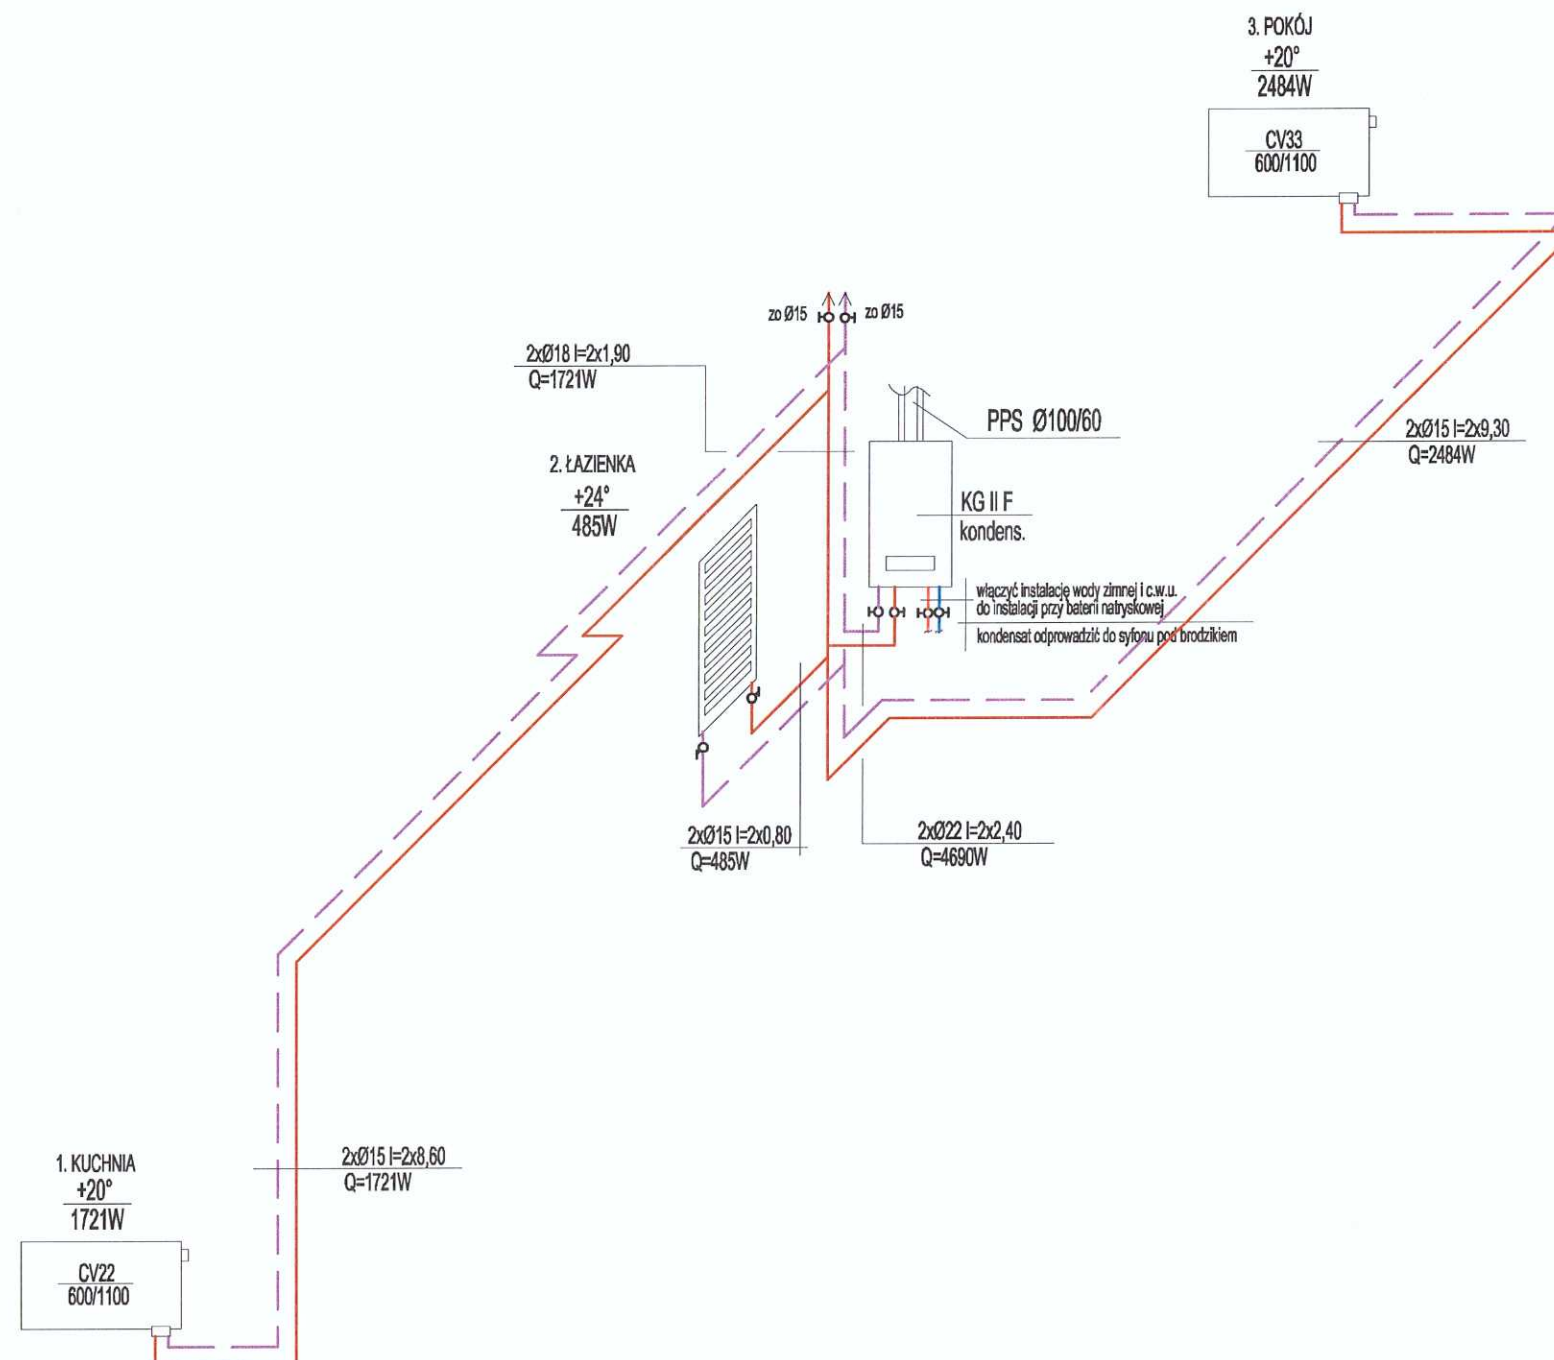 3. POKÓJ
+20°
2484W
CV33
600/1100
zo Ø15
zo Ø15
2xØ18 l=2x1,90
Q=1721W
PPS Ø100/60
2xØ15 l=2x9,30
Q=2484W
2. ŁAZIENKA
+24°
485W
KG II F
kondens.
włączyć instalację wody zimnej i c.w.u.
do instalacji przy baterii natryskowej
kondensat odprowadzić do syfonu pod brodzikiem
2xØ15 l=2x0,80
Q=485W
2xØ22 l=2x2,40
Q=4690W
1. KUCHNIA
+20°
1721W
2xØ15 l=2x8,60
Q=1721W
CV22
600/1100